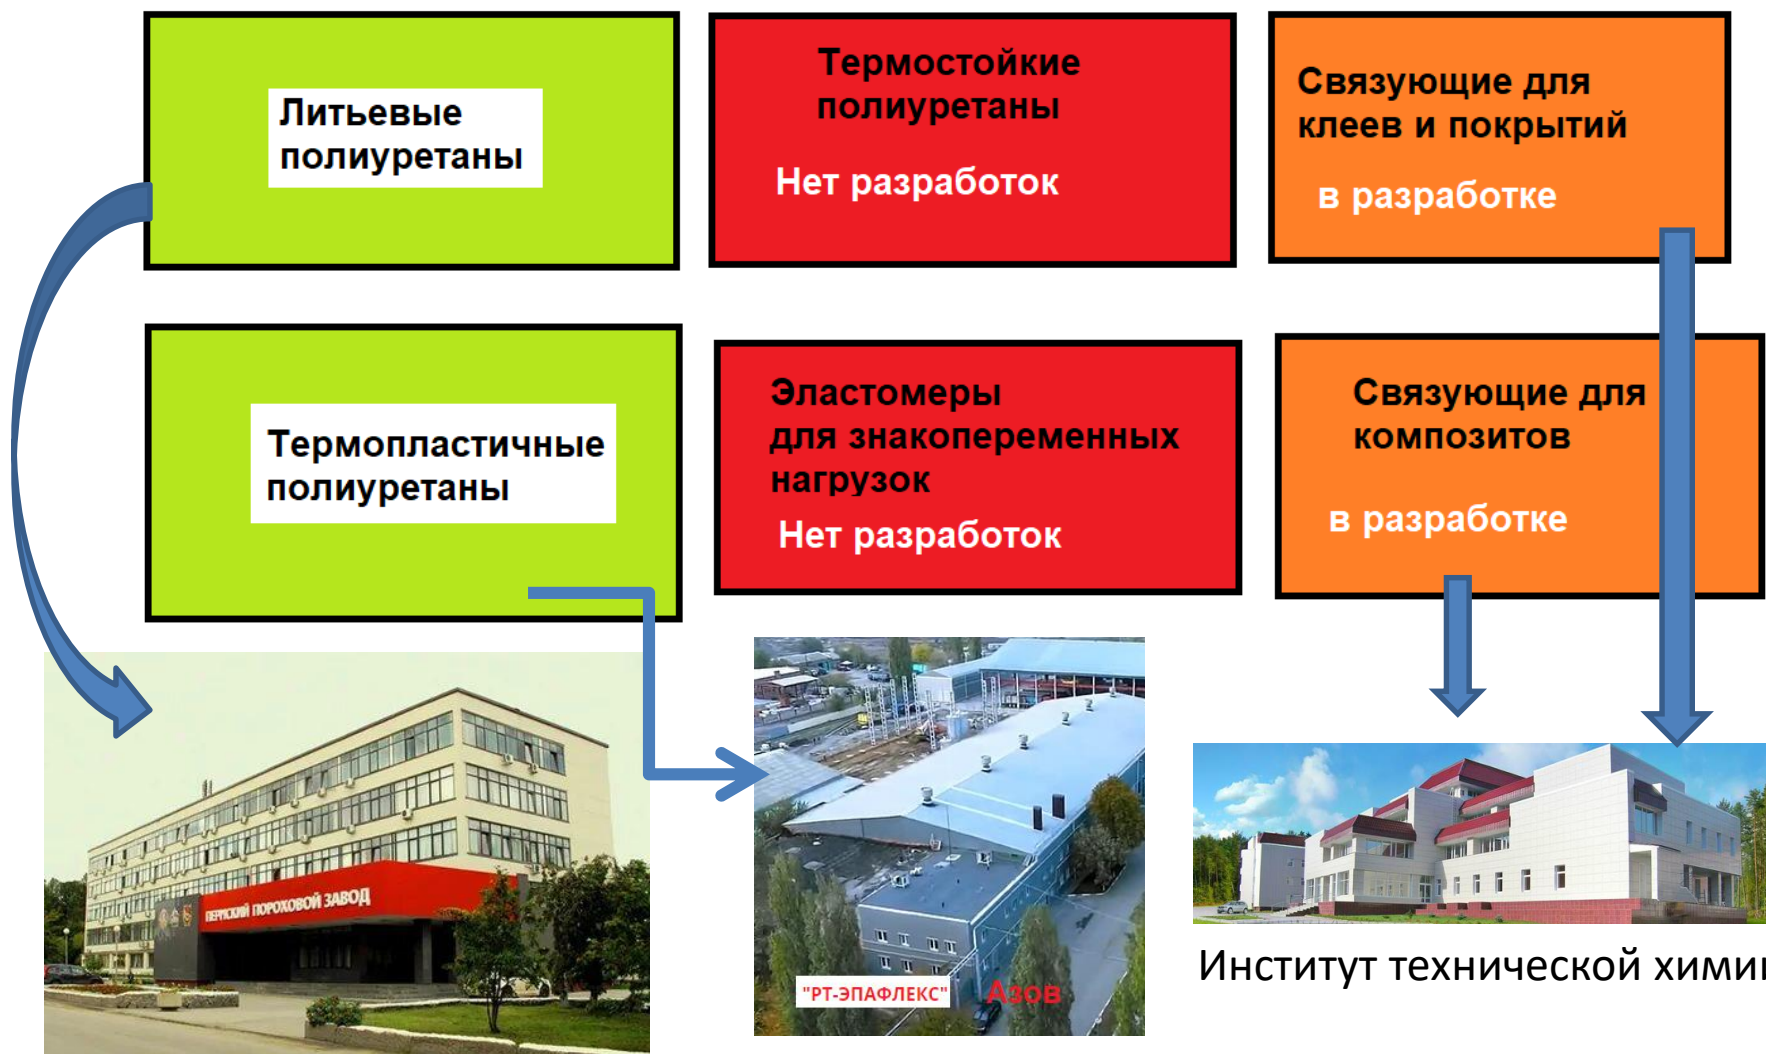 Литьевые
полиуретаны
Термостойкие
полиуретаны
Нет разработок
Связующие для
клеев и покрытий
в разработке
Термопластичные
полиуретаны
Эластомеры
для знакопеременных
нагрузок
Нет разработок
Связующие для
композитов
в разработке
ПЕРМСКИЙ ПОРОХОВОЙ ЗАВОД
"РТ-ЭПАФЛЕКС"
Азов
Институт технической химии